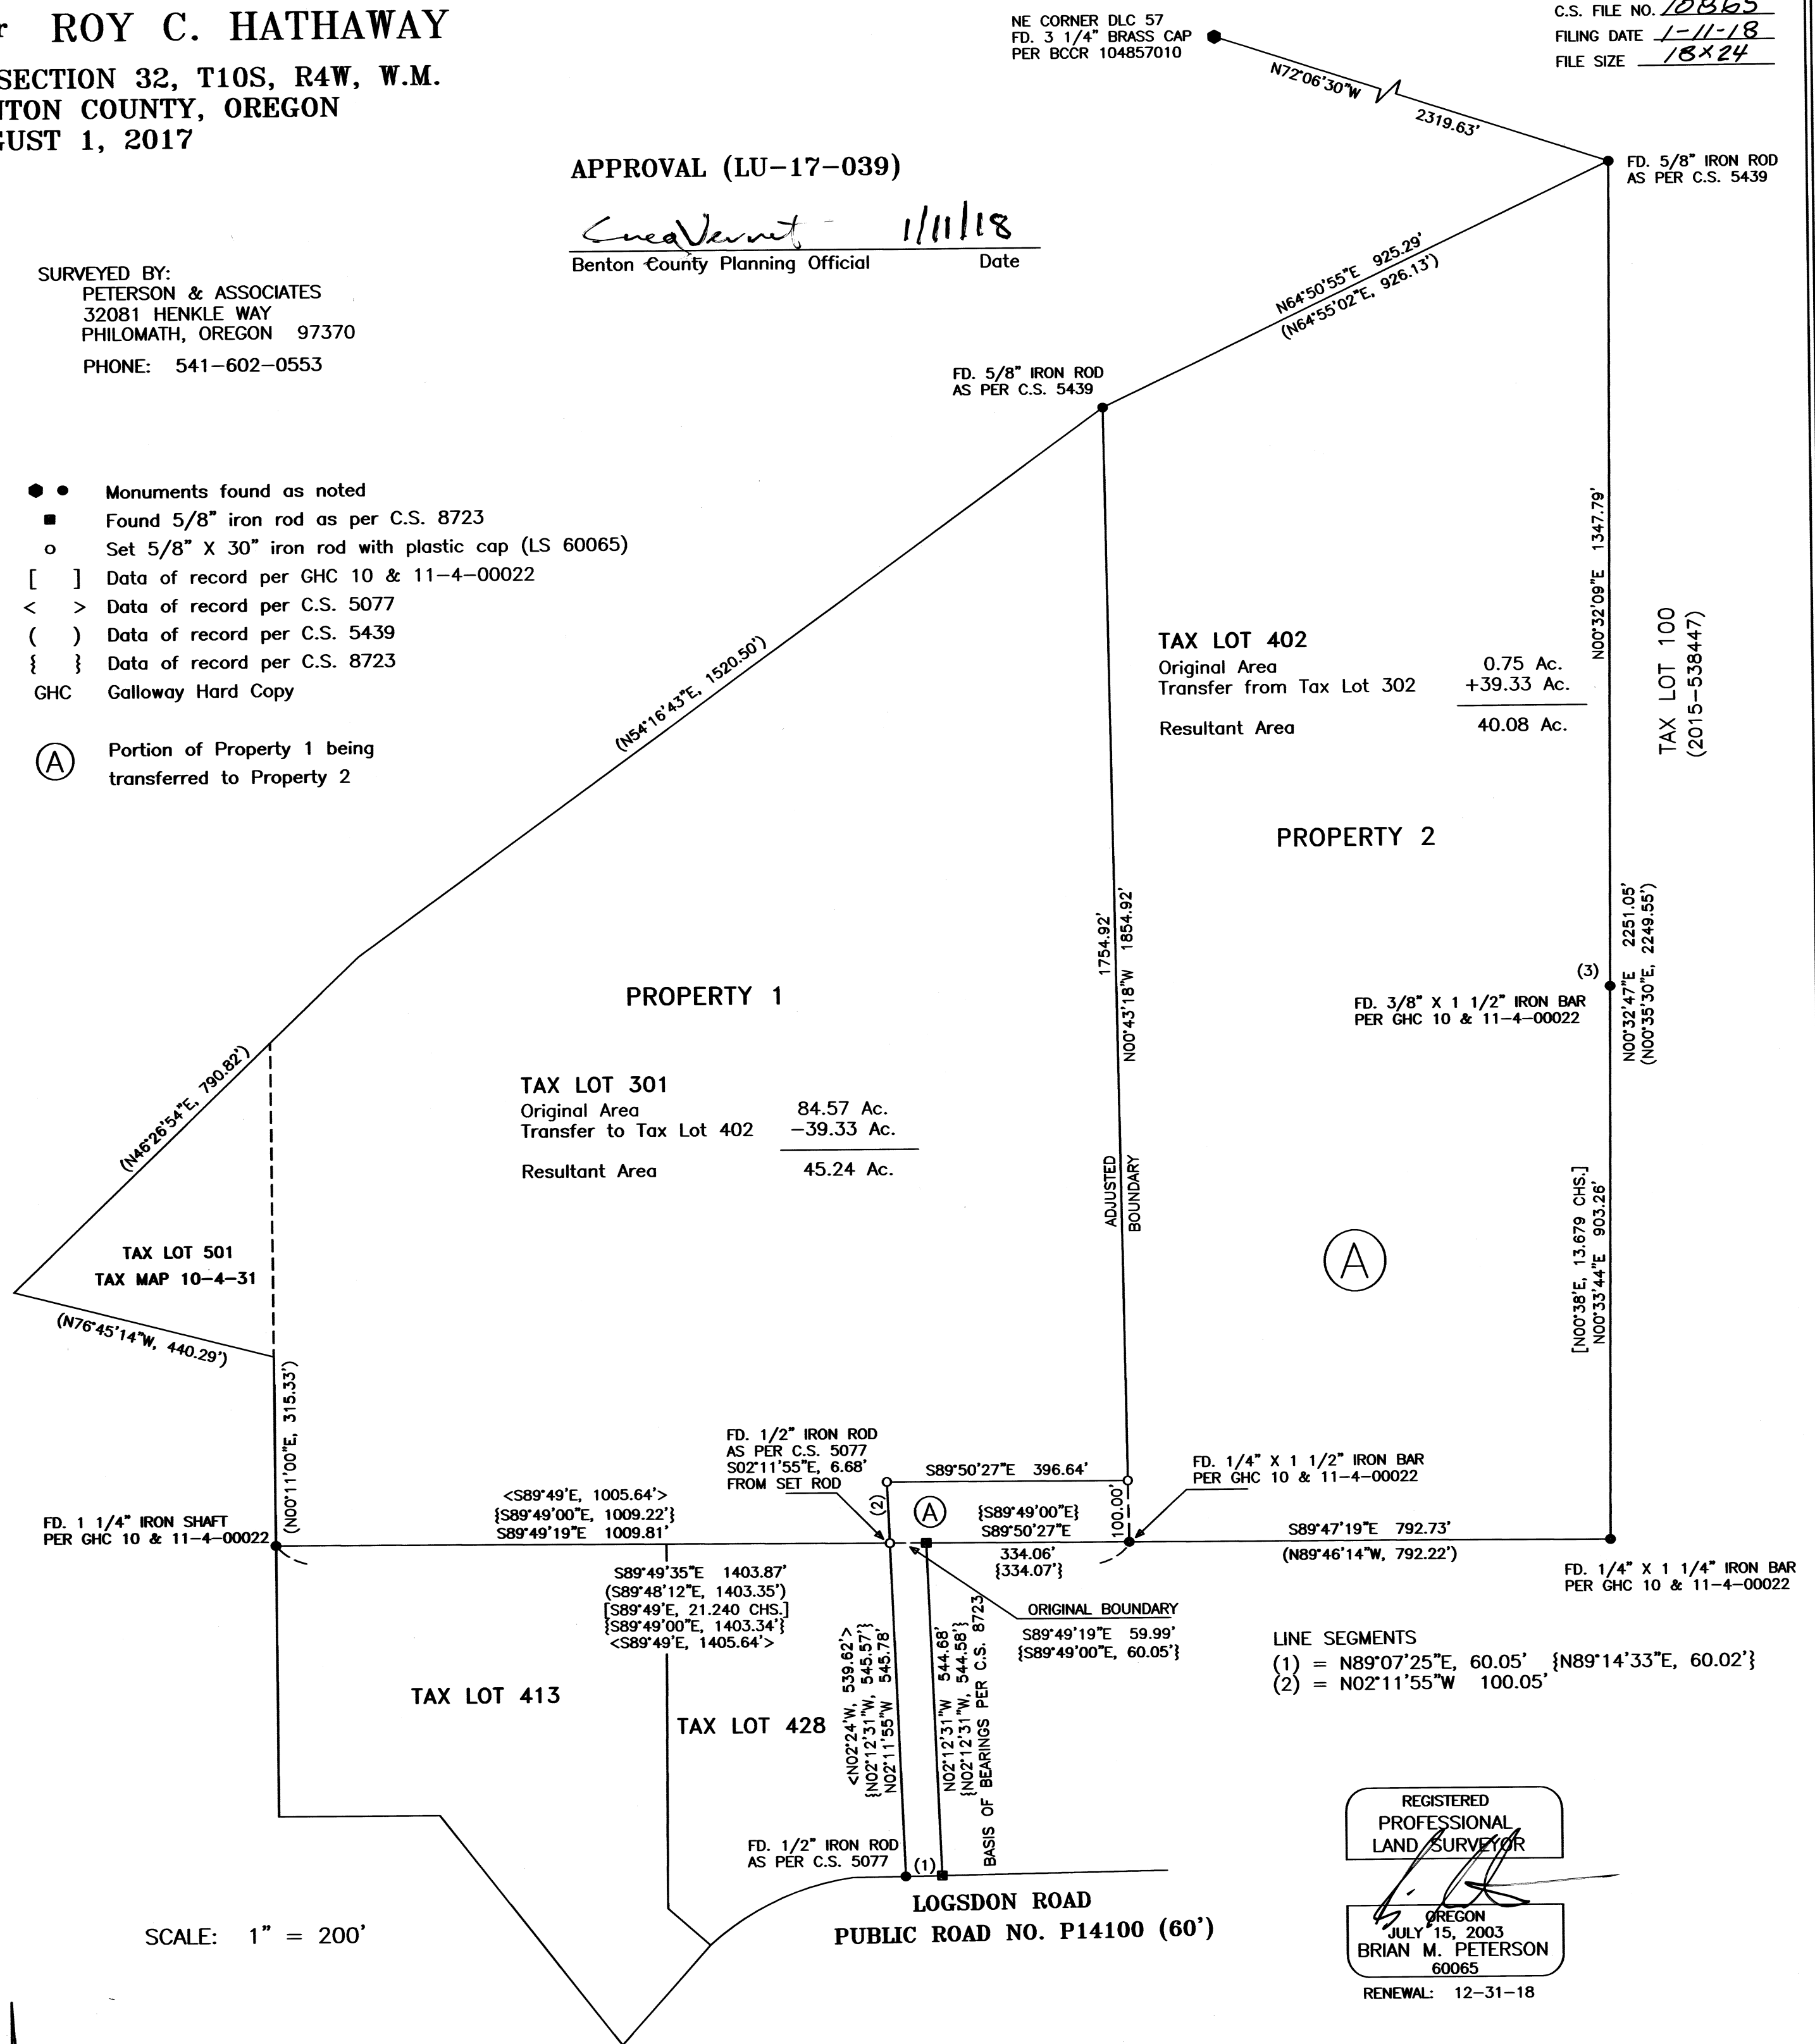 r ROY C. HATHAWAY
SECTION 32, T10S, R4W, W.M.
NTON COUNTY, OREGON
GUST 1, 2017
C.S. FILE NO. 10865
FILING DATE 1-11-18
FILE SIZE 18X24
NE CORNER DLC 57
FD. 3 1/4" BRASS CAP
PER BCCR 104857010
N72°06'30"W
2319.63'
FD. 5/8" IRON ROD
AS PER C.S. 5439
APPROVAL (LU-17-039)
1/11/18
Benton County Planning Official Date
SURVEYED BY:
PETERSON & ASSOCIATES
32081 HENKLE WAY
PHILOMATH, OREGON 97370
PHONE: 541-602-0553
N64°50'55"E 925.29'
(N64°55'02"E, 926.13')
FD. 5/8" IRON ROD
AS PER C.S. 5439
Monuments found as noted
Found 5/8" iron rod as per C.S. 8723
o Set 5/8" X 30" iron rod with plastic cap (LS 60065)
[ ] Data of record per GHC 10 & 11-4-00022
< > Data of record per C.S. 5077
( ) Data of record per C.S. 5439
{ } Data of record per C.S. 8723
GHC Galloway Hard Copy
A Portion of Property 1 being
transferred to Property 2
(N54°16'43"E, 1520.50')
N00°32'09"E 1347.79'
TAX LOT 100
(2015-538447)
TAX LOT 402
Original Area 0.75 Ac.
Transfer from Tax Lot 302 +39.33 Ac.
Resultant Area 40.08 Ac.
PROPERTY 2
1754.92'
N00°43'18"W 1854.92'
ADJUSTED
BOUNDARY
(3)
FD. 3/8" X 1 1/2" IRON BAR
PER GHC 10 & 11-4-00022
N00°32'47"E 2251.05'
(N00°35'30"E, 2249.55')
PROPERTY 1
TAX LOT 301
Original Area 84.57 Ac.
Transfer to Tax Lot 402 -39.33 Ac.
Resultant Area 45.24 Ac.
(N46°26'54"E, 790.82')
TAX LOT 501
TAX MAP 10-4-31
(N76°45'14"W, 440.29')
(N00°11'00"E, 315.33')
A
[N00°38'E, 13.679 CHS.]
N00°33'44"E 903.26'
FD. 1/2" IRON ROD
AS PER C.S. 5077
S02°11'55"E, 6.68'
FROM SET ROD
S89°50'27"E 396.64'
FD. 1/4" X 1 1/2" IRON BAR
PER GHC 10 & 11-4-00022
(2)
A
100.00'
<S89°49'E, 1005.64'>
{S89°49'00"E, 1009.22'}
S89°49'19"E 1009.81'
{S89°49'00"E}
S89°50'27"E
334.06'
{334.07'}
S89°47'19"E 792.73'
(N89°46'14"W, 792.22')
FD. 1 1/4" IRON SHAFT
PER GHC 10 & 11-4-00022
FD. 1/4" X 1 1/4" IRON BAR
PER GHC 10 & 11-4-00022
S89°49'35"E 1403.87'
(S89°48'12"E, 1403.35')
[S89°49'E, 21.240 CHS.]
{S89°49'00"E, 1403.34'}
<S89°49'E, 1405.64'>
ORIGINAL BOUNDARY
S89°49'19"E 59.99'
{S89°49'00"E, 60.05'}
LINE SEGMENTS
(1) = N89°07'25"E, 60.05' {N89°14'33"E, 60.02'}
(2) = N02°11'55"W 100.05'
TAX LOT 413
TAX LOT 428
<N02°24'W, 539.62'>
{N02°12'31"W, 545.57'}
N02°11'55"W 545.78'
N02°12'31"W 544.68'
{N02°12'31"W, 544.58'}
BASIS OF BEARINGS PER C.S. 8723
FD. 1/2" IRON ROD
AS PER C.S. 5077
(1)
LOGSDON ROAD
PUBLIC ROAD NO. P14100 (60')
SCALE: 1" = 200'
REGISTERED
PROFESSIONAL
LAND SURVEYOR
OREGON
JULY 15, 2003
BRIAN M. PETERSON
60065
RENEWAL: 12-31-18